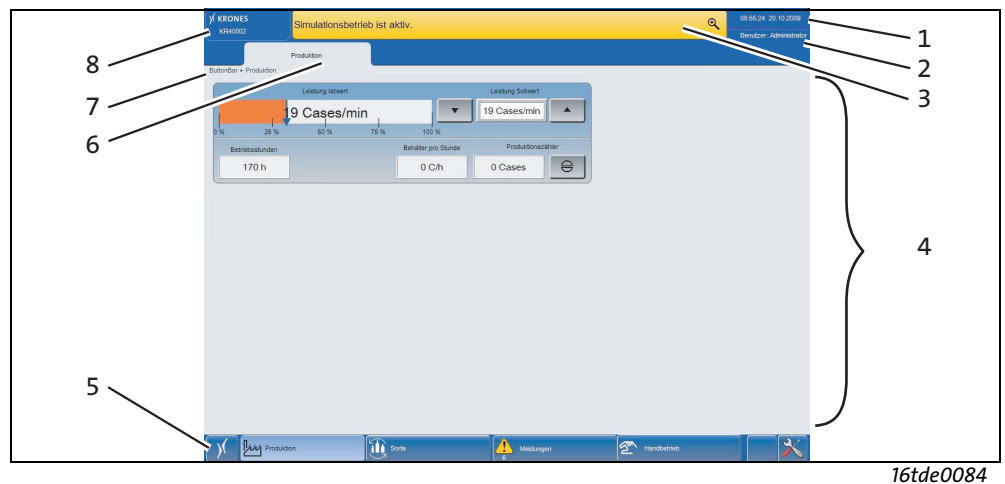 KRONES
KR40002
Simulationsbetrieb ist aktiv.
08:55:24 20.10.2009
Benutzer: Administrator
Produktion
ButtonBar ▸ Produktion
Leistung Istwert
Leistung Sollwert
19 Cases/min
19 Cases/min
0 % 25 % 50 % 75 % 100 %
Betriebsstunden
Behälter pro Stunde
Produktionszähler
170 h
0 C/h
0 Cases
Produktion
Sorte
Meldungen
Handbetrieb
1
2
3
4
5
6
7
8
16tde0084